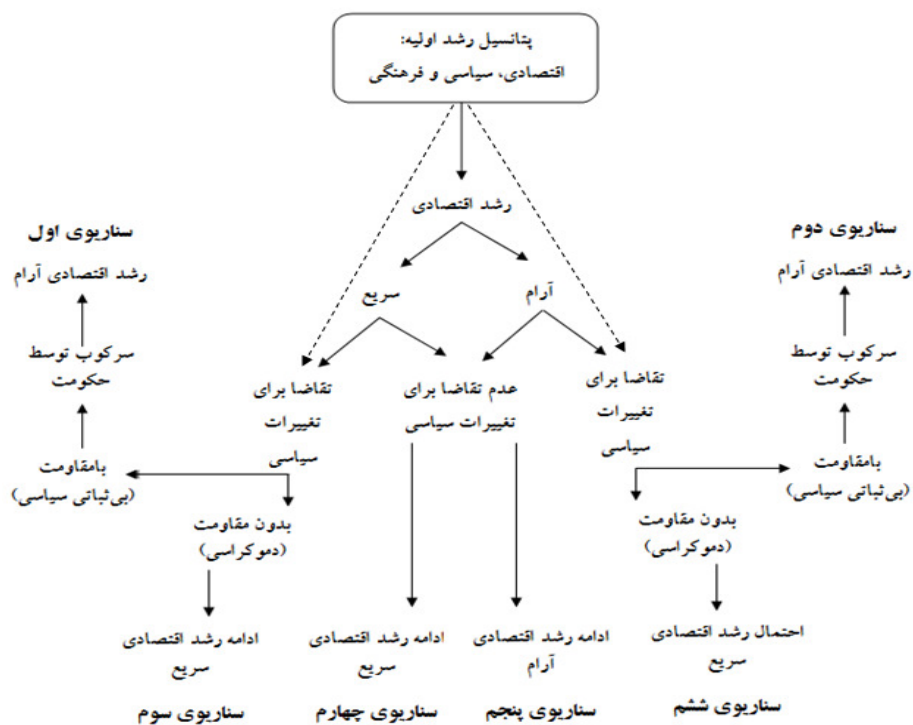 پتانسیل رشد اولیه:
اقتصادی، سیاسی و فرهنگی
رشد اقتصادی
سناریوی دوم
سناریوی اول
رشد اقتصادی آرام
رشد اقتصادی آرام
آرام
سریع
سرکوب توسط
حکومت
سرکوب توسط
حکومت
تقاضا برای
تغییرات
سیاسی
عدم تقاضا برای
تغییرات سیاسی
تقاضا برای
تغییرات
سیاسی
بامقاومت
(بی‌ثباتی سیاسی)
بامقاومت
(بی‌ثباتی سیاسی)
بدون مقاومت
(دموکراسی)
بدون مقاومت
(دموکراسی)
احتمال رشد اقتصادی
سریع
ادامه رشد اقتصادی
آرام
ادامه رشد اقتصادی
سریع
ادامه رشد اقتصادی
سریع
سناریوی ششم
سناریوی پنجم
سناریوی چهارم
سناریوی سوم